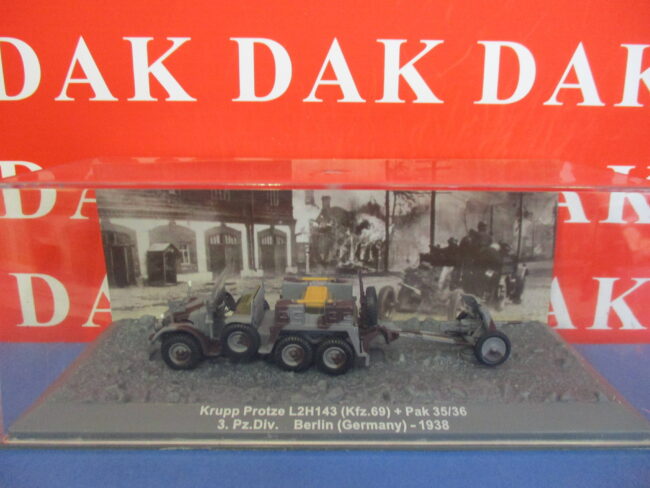 DAK DAK DAK DAK
DAK DAK
DAK DAK
Krupp Protze L2H143 (Kfz.69) + Pak 35/36
3. Pz.Div. Berlin (Germany) - 1938